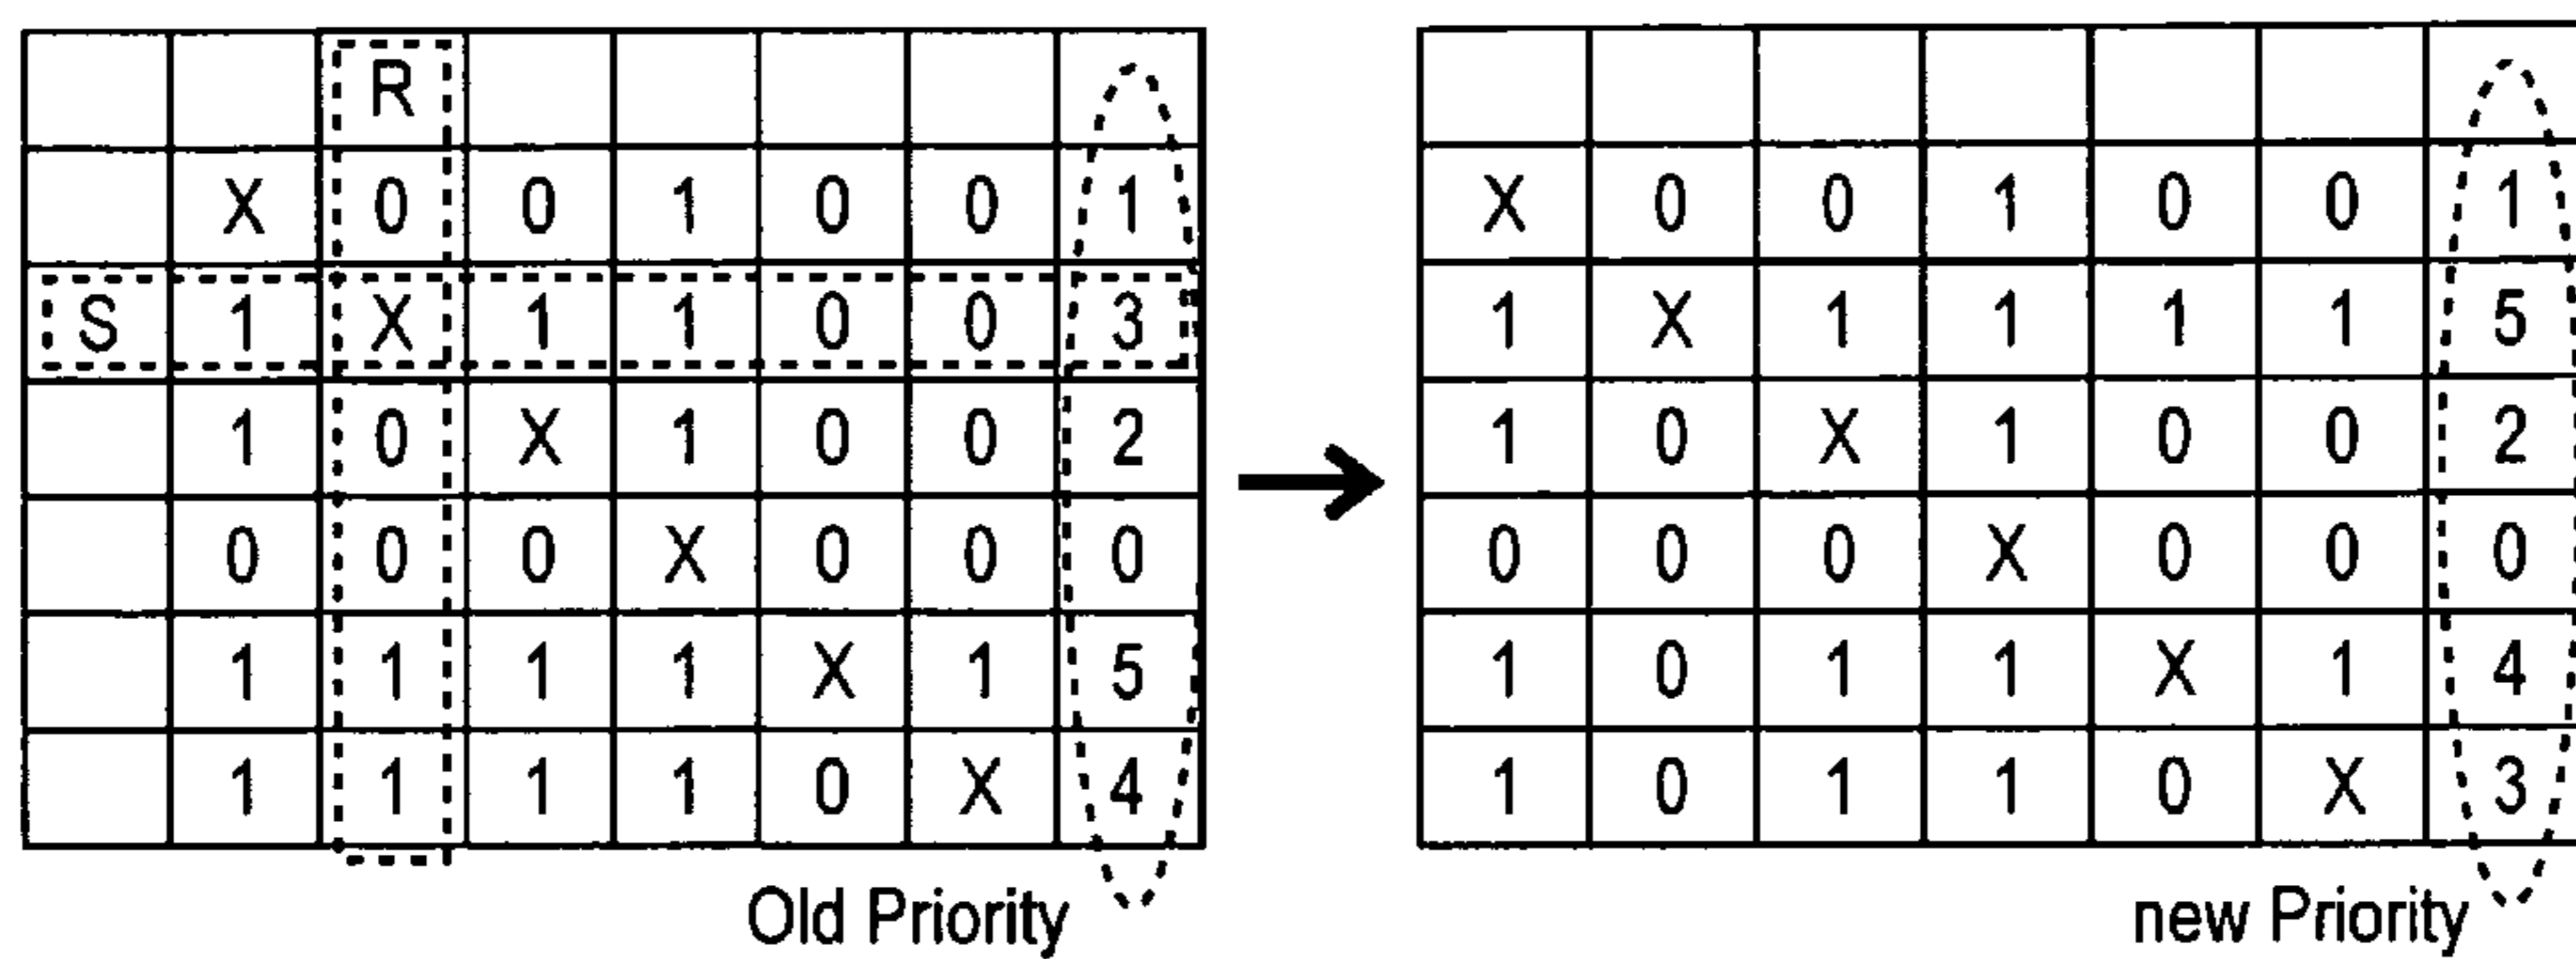 R
X 0 0 1 0 0 1
S 1 X 1 1 0 0 3
1 0 X 1 0 0 2
0 0 0 X 0 0 0
1 1 1 1 X 1 5
1 1 1 1 0 X 4
Old Priority
X 0 0 1 0 0 1
1 X 1 1 1 1 5
1 0 X 1 0 0 2
0 0 0 X 0 0 0
1 0 1 1 X 1 4
1 0 1 1 0 X 3
new Priority